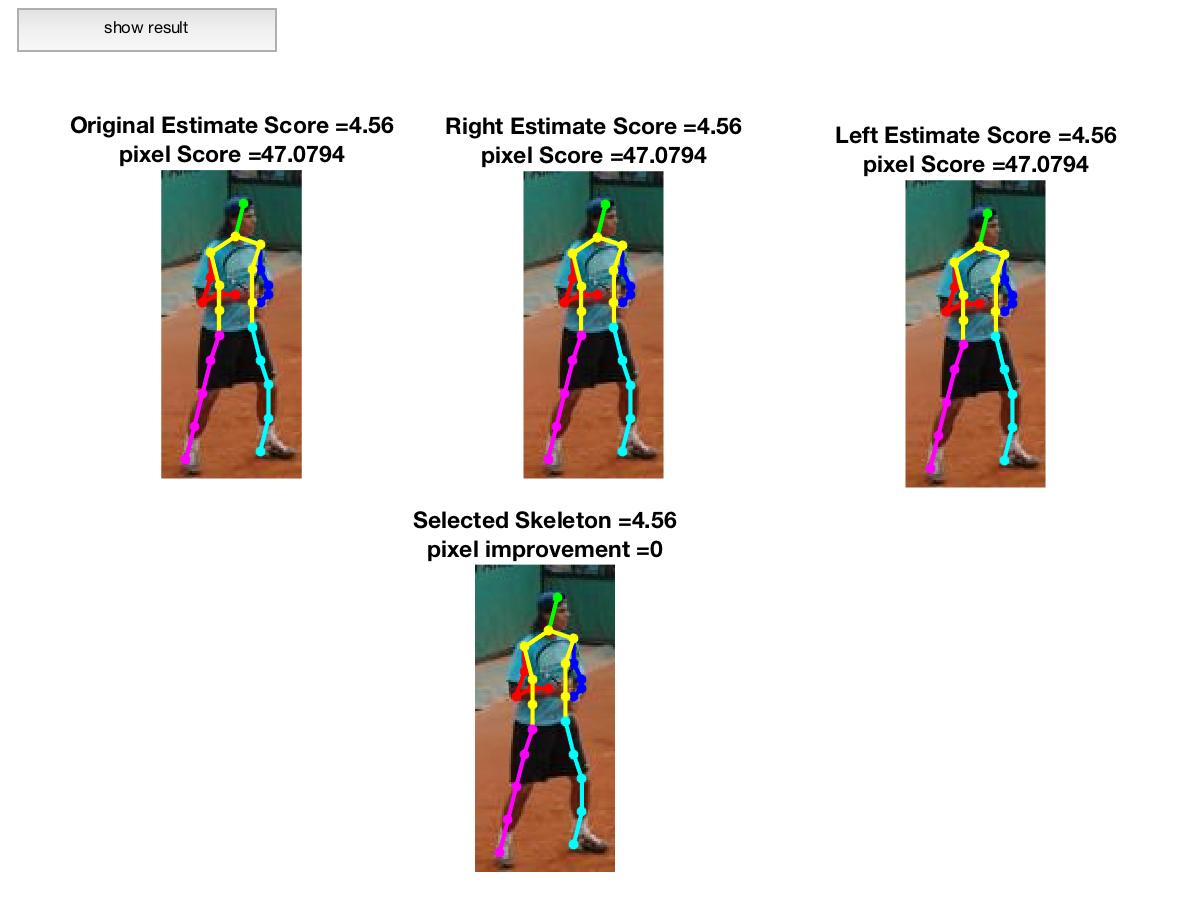 show result
Original Estimate Score =4.56
pixel Score =47.0794
Right Estimate Score =4.56
pixel Score =47.0794
Left Estimate Score =4.56
pixel Score =47.0794
Selected Skeleton =4.56
pixel improvement =0